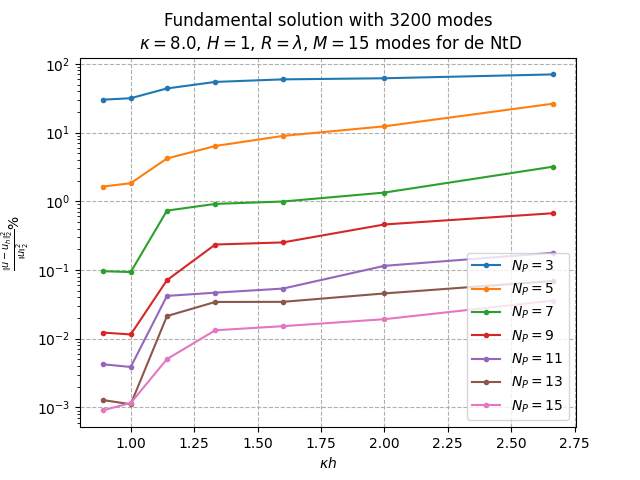 Fundamental solution with 3200 modes
κ = 8.0, H = 1, R = λ, M = 15 modes for de NtD
10²
10¹
10⁰
10⁻¹
10⁻²
10⁻³
‖u − uₕ‖₂² / ‖u‖₂² %
N_P = 3
N_P = 5
N_P = 7
N_P = 9
N_P = 11
N_P = 13
N_P = 15
1.00 1.25 1.50 1.75 2.00 2.25 2.50 2.75
κh